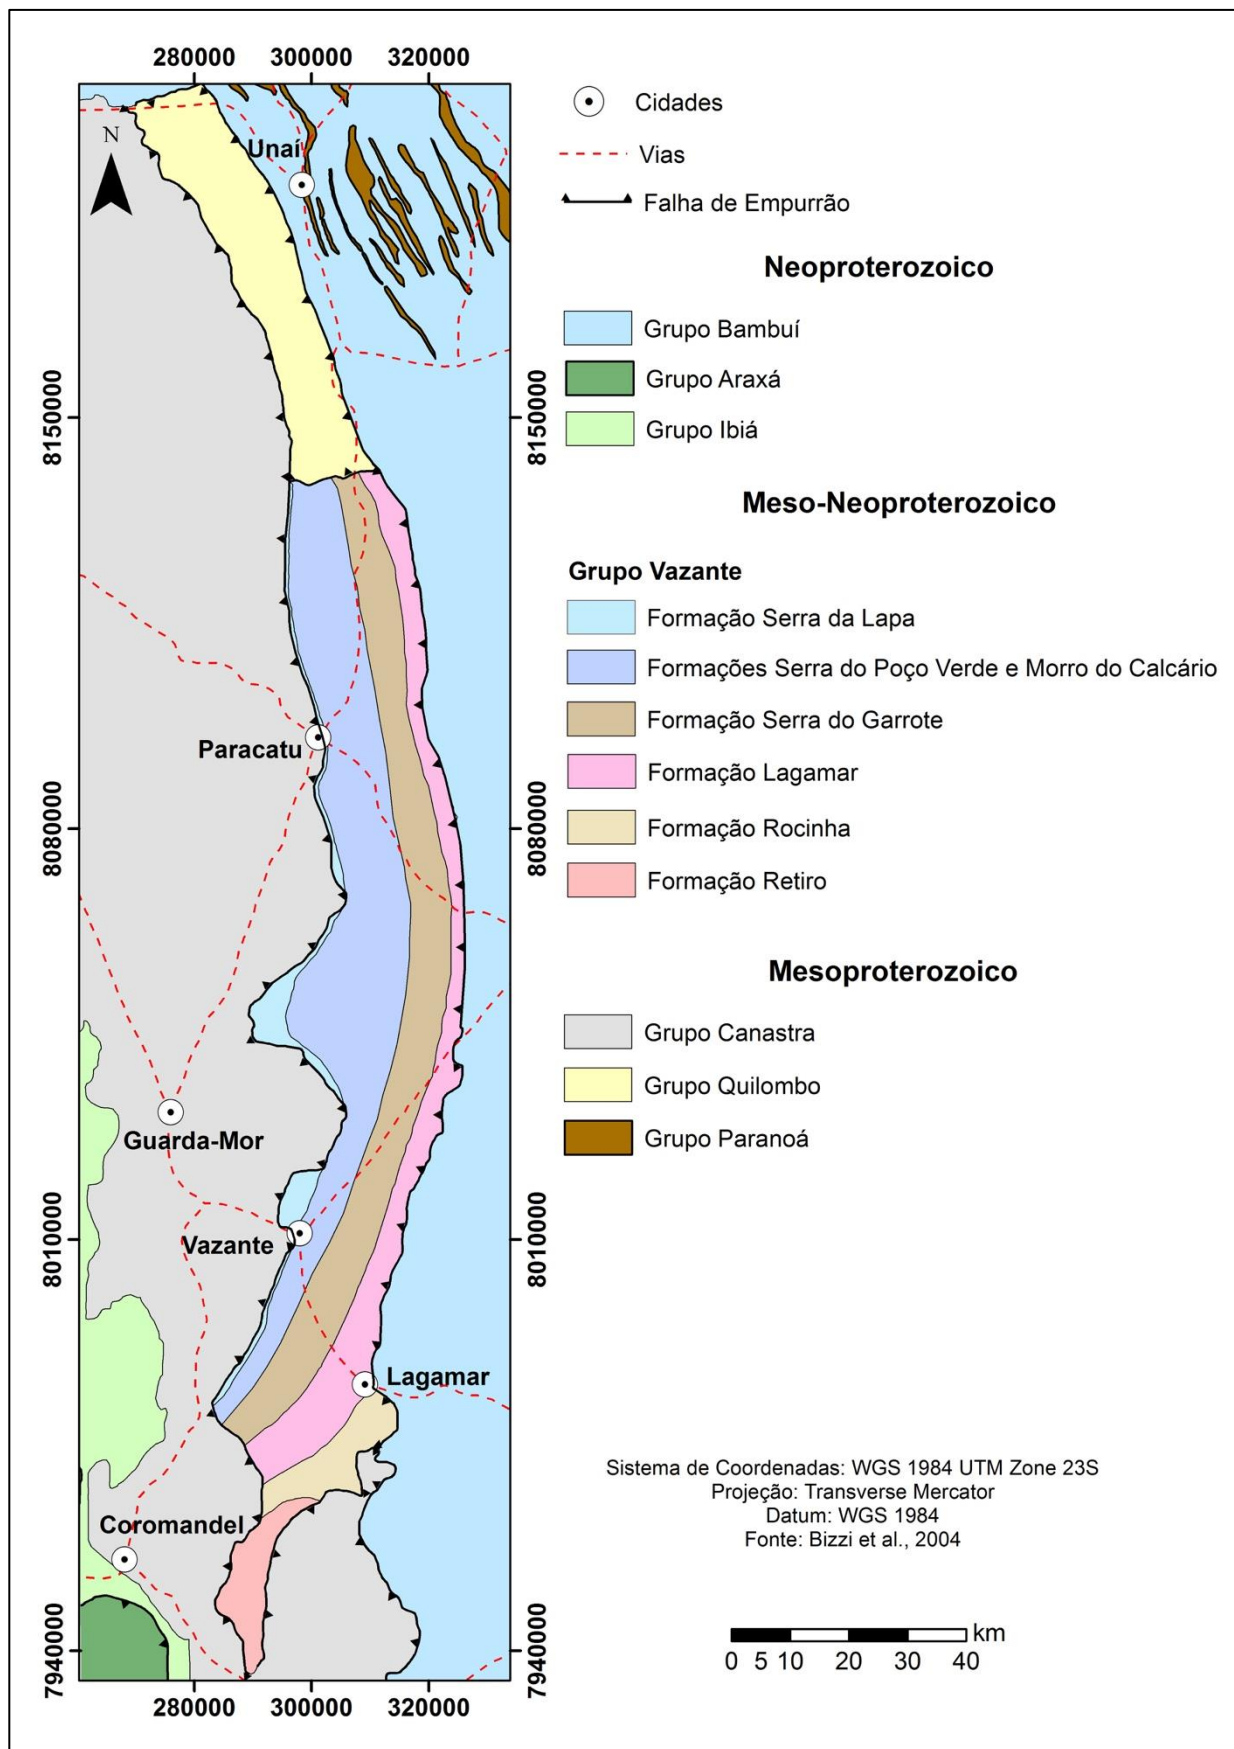 280000 300000 320000
N
Unaí
8150000
8150000
Paracatu
8080000
8080000
Guarda-Mor
Vazante
8010000
8010000
Lagamar
Coromandel
7940000
7940000
280000 300000 320000
Cidades
Vias
Falha de Empurrão
Neoproterozoico
Grupo Bambuí
Grupo Araxá
Grupo Ibiá
Meso-Neoproterozoico
Grupo Vazante
Formação Serra da Lapa
Formações Serra do Poço Verde e Morro do Calcário
Formação Serra do Garrote
Formação Lagamar
Formação Rocinha
Formação Retiro
Mesoproterozoico
Grupo Canastra
Grupo Quilombo
Grupo Paranoá
Sistema de Coordenadas: WGS 1984 UTM Zone 23S
Projeção: Transverse Mercator
Datum: WGS 1984
Fonte: Bizzi et al., 2004
km
0 5 10 20 30 40